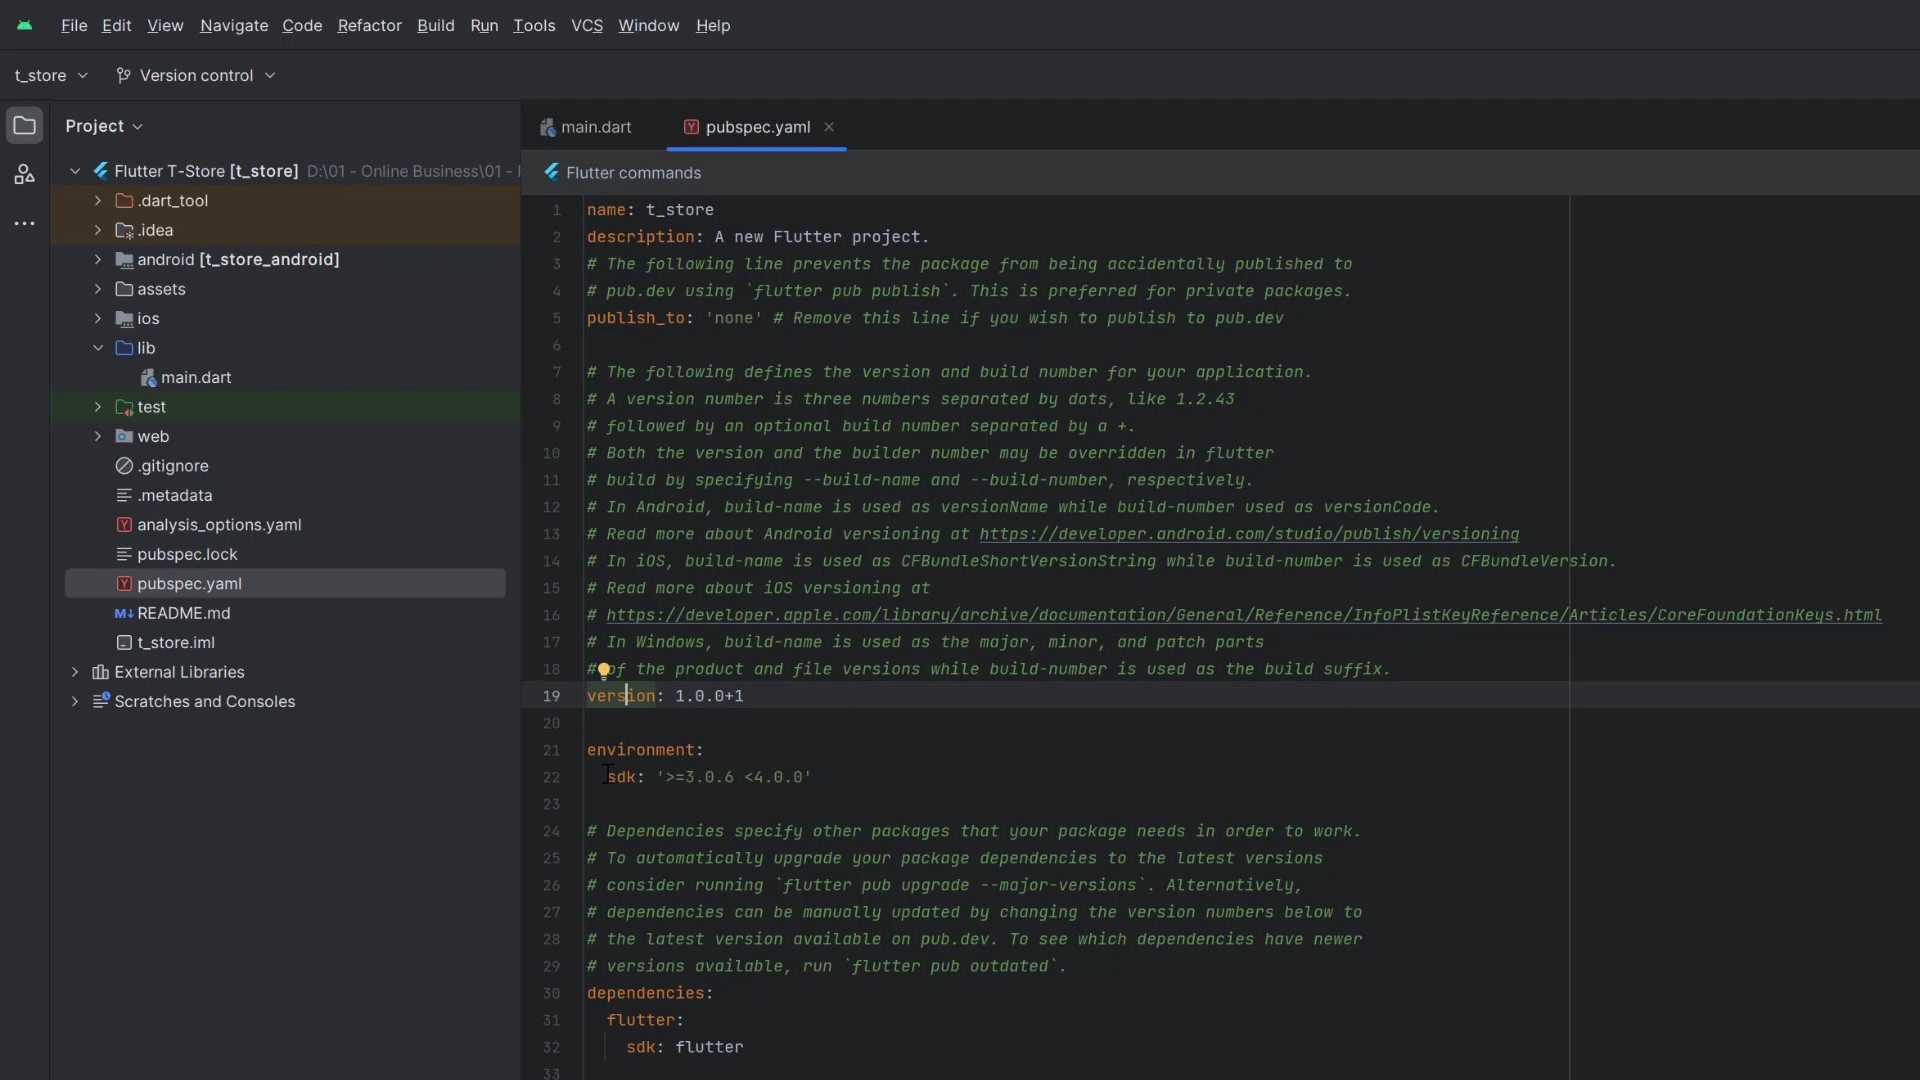 File Edit View Navigate Code Refactor Build Run Tools VCS Window Help
t_store Version control
Project
Flutter T-Store [t_store] D:\01 - Online Business\01 -
.dart_tool
.idea
android [t_store_android]
assets
ios
lib
main.dart
test
web
.gitignore
.metadata
analysis_options.yaml
pubspec.lock
pubspec.yaml
README.md
t_store.iml
External Libraries
Scratches and Consoles
main.dart pubspec.yaml
Flutter commands
1 name: t_store
2 description: A new Flutter project.
3 # The following line prevents the package from being accidentally published to
4 # pub.dev using `flutter pub publish`. This is preferred for private packages.
5 publish_to: 'none' # Remove this line if you wish to publish to pub.dev
6
7 # The following defines the version and build number for your application.
8 # A version number is three numbers separated by dots, like 1.2.43
9 # followed by an optional build number separated by a +.
10 # Both the version and the builder number may be overridden in flutter
11 # build by specifying --build-name and --build-number, respectively.
12 # In Android, build-name is used as versionName while build-number used as versionCode.
13 # Read more about Android versioning at https://developer.android.com/studio/publish/versioning
14 # In iOS, build-name is used as CFBundleShortVersionString while build-number is used as CFBundleVersion.
15 # Read more about iOS versioning at
16 # https://developer.apple.com/library/archive/documentation/General/Reference/InfoPlistKeyReference/Articles/CoreFoundationKeys.html
17 # In Windows, build-name is used as the major, minor, and patch parts
18 # of the product and file versions while build-number is used as the build suffix.
19 version: 1.0.0+1
20
21 environment:
22 sdk: '>=3.0.6 <4.0.0'
23
24 # Dependencies specify other packages that your package needs in order to work.
25 # To automatically upgrade your package dependencies to the latest versions
26 # consider running `flutter pub upgrade --major-versions`. Alternatively,
27 # dependencies can be manually updated by changing the version numbers below to
28 # the latest version available on pub.dev. To see which dependencies have newer
29 # versions available, run `flutter pub outdated`.
30 dependencies:
31 flutter:
32 sdk: flutter
33